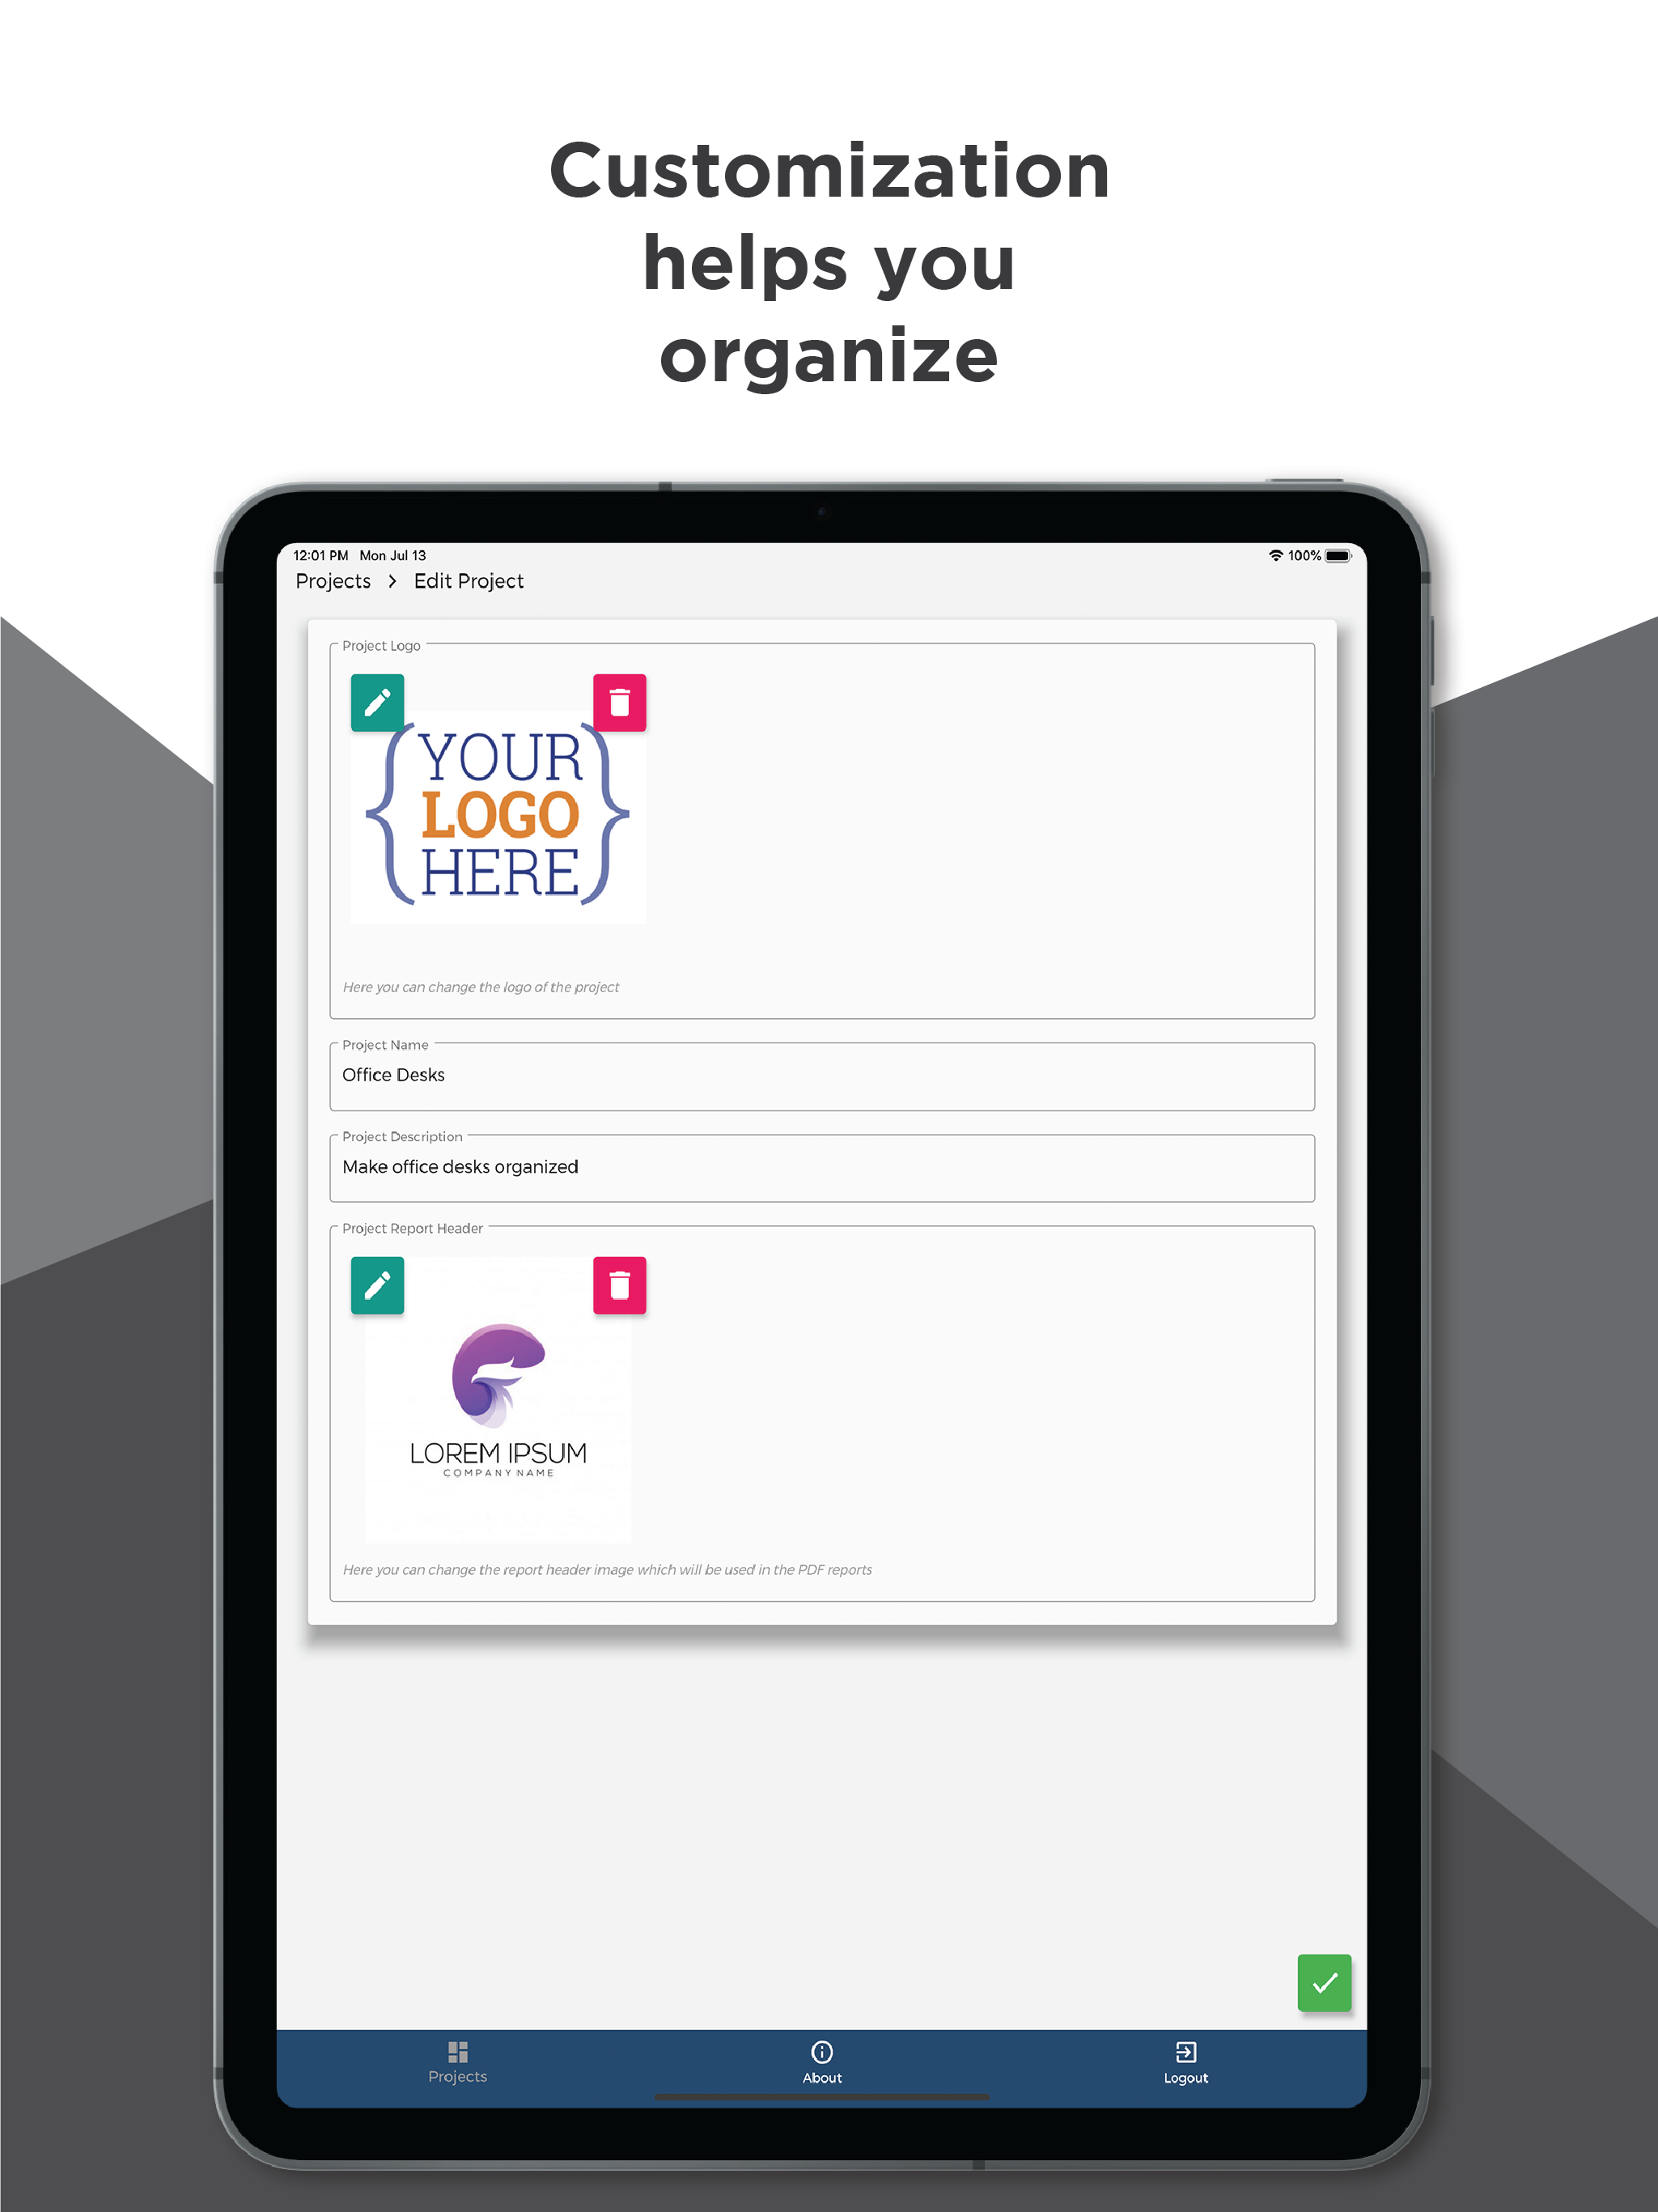 Customization
helps you
organize
12:01 PM Mon Jul 13
100%
Projects > Edit Project
Project Logo
YOUR
LOGO
HERE
Here you can change the logo of the project
Project Name
Office Desks
Project Description
Make office desks organized
Project Report Header
LOREM IPSUM
COMPANY NAME
Here you can change the report header image which will be used in the PDF reports
Projects
About
Logout